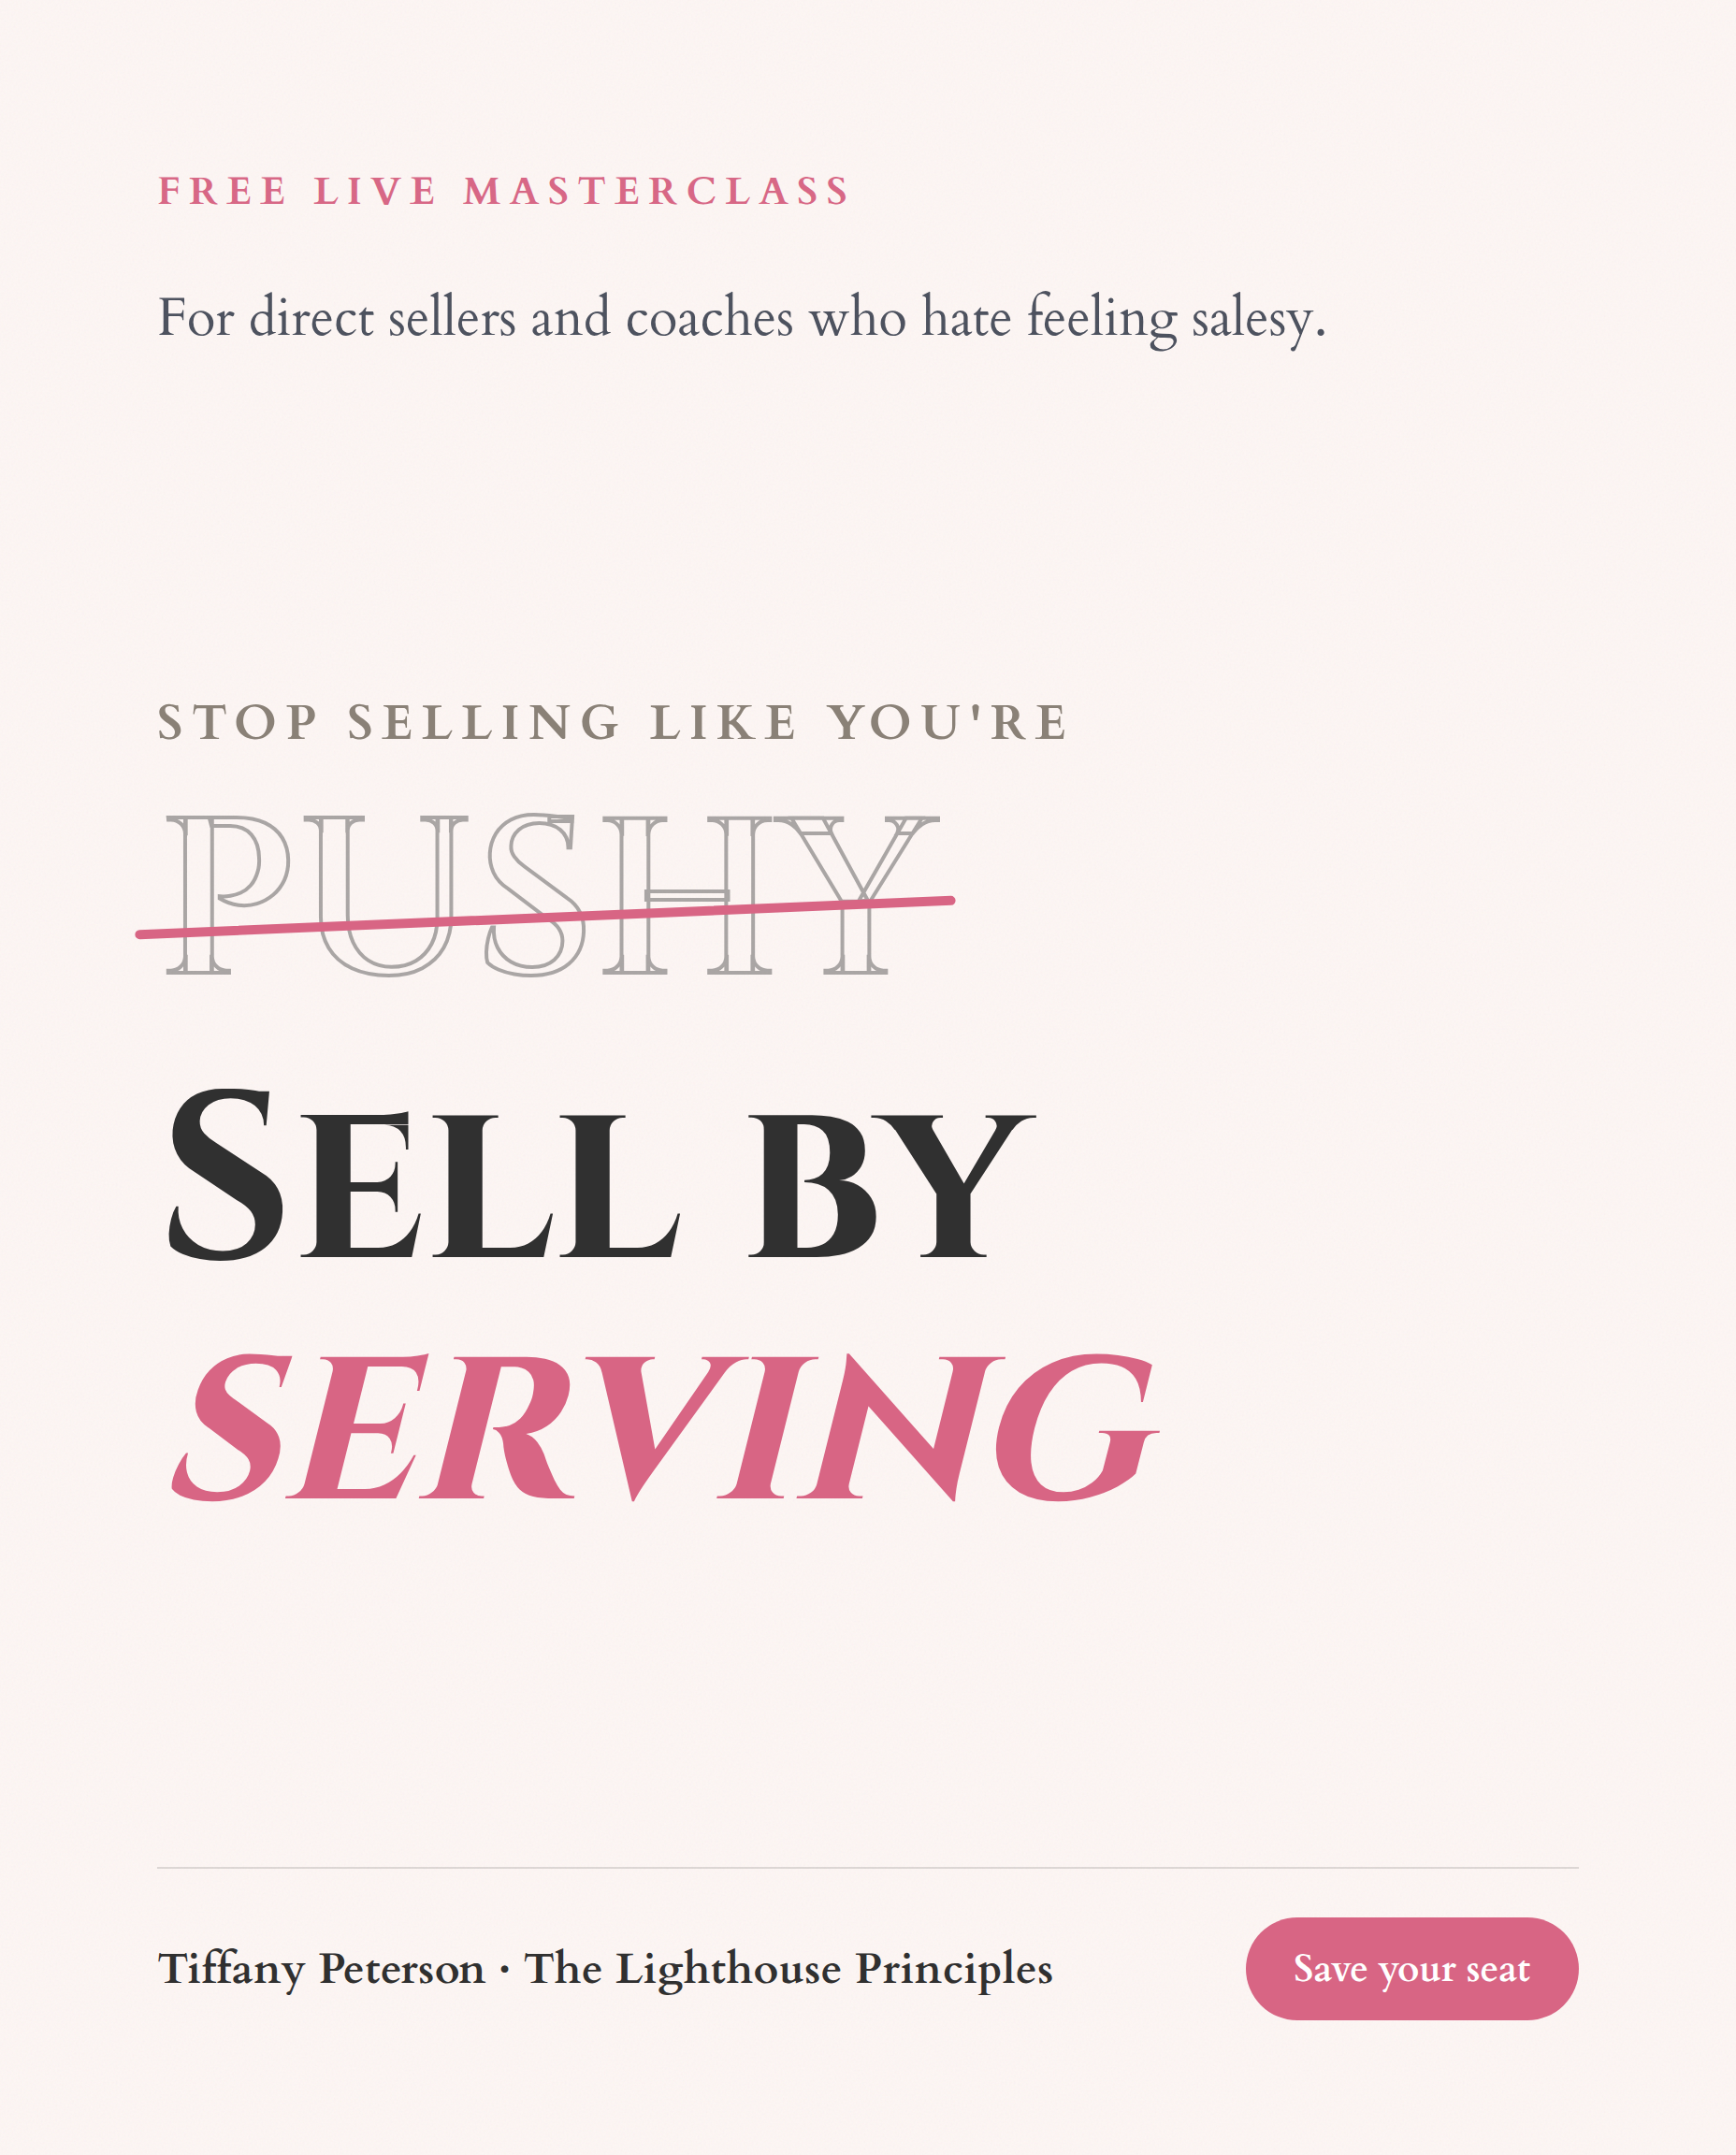 FREE LIVE MASTERCLASS
For direct sellers and coaches who hate feeling salesy.
STOP SELLING LIKE YOU'RE
PUSHY
SELL BY
SERVING
Tiffany Peterson · The Lighthouse Principles
Save your seat